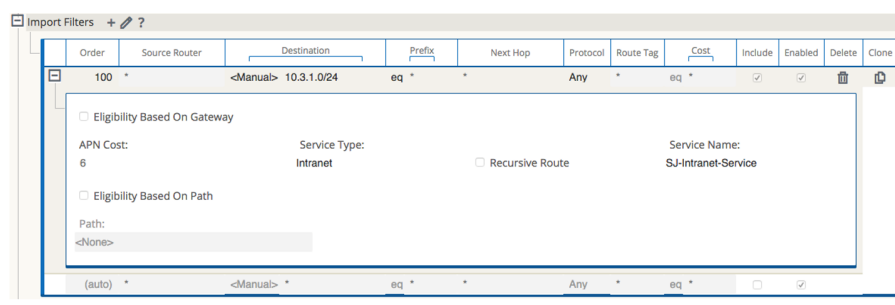 Import Filters + ?
Order Source Router Destination Prefix Next Hop Protocol Route Tag Cost Include Enabled Delete Clone
100 * <Manual> 10.3.1.0/24 eq * * Any * eq *
Eligibility Based On Gateway
APN Cost: Service Type: Service Name:
6 Intranet Recursive Route SJ-Intranet-Service
Eligibility Based On Path
Path:
<None>
(auto) * <Manual> * eq * * Any * eq *